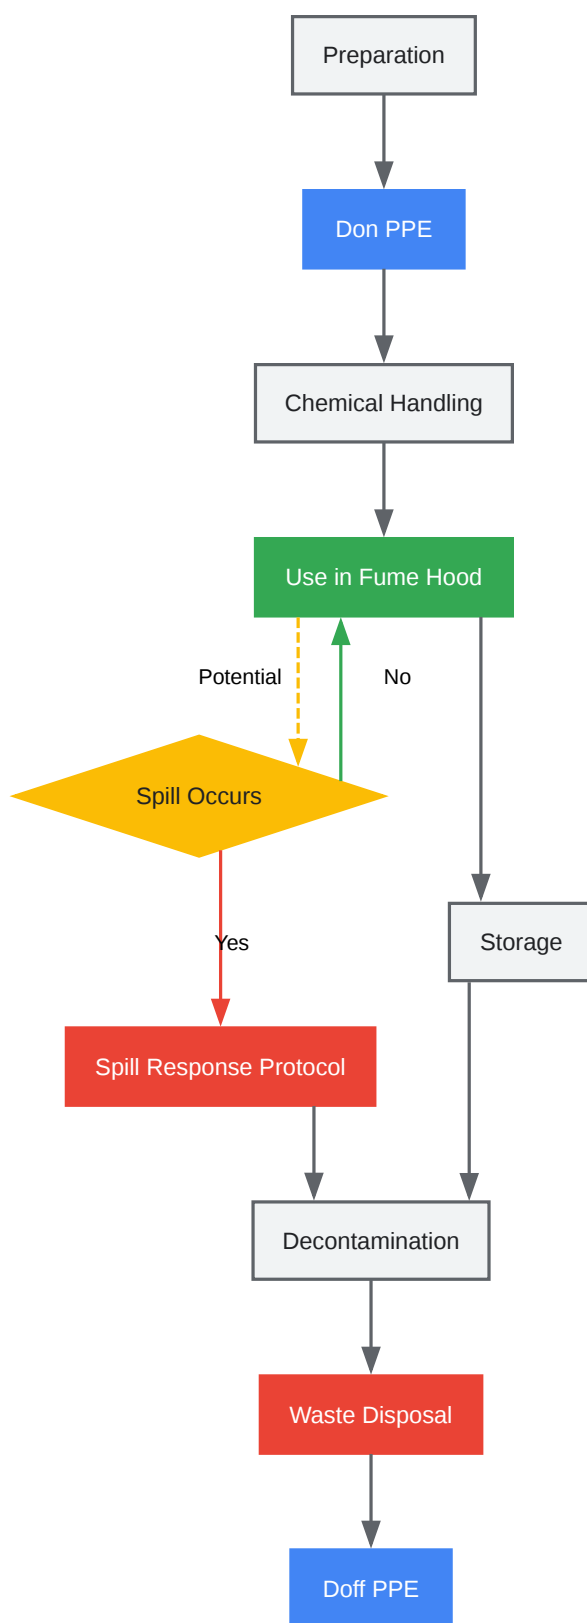 Preparation
Don PPE
Chemical Handling
Use in Fume Hood
Potential
No
Spill Occurs
Yes
Storage
Spill Response Protocol
Decontamination
Waste Disposal
Doff PPE